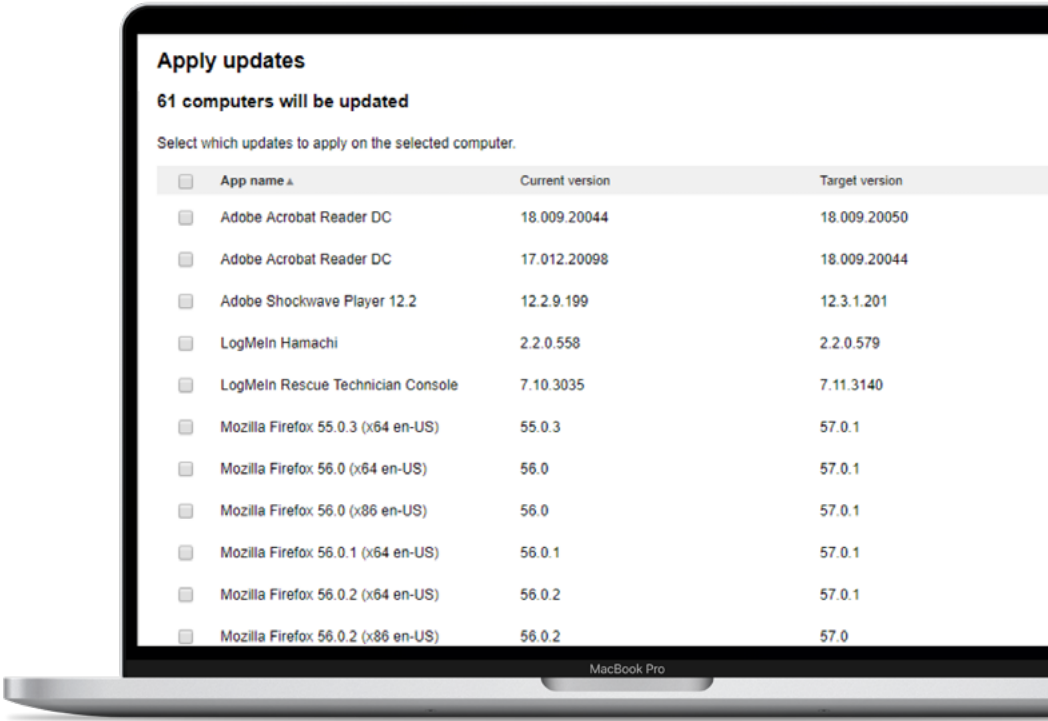 Apply updates
61 computers will be updated
Select which updates to apply on the selected computer.
App name Current version Target version
Adobe Acrobat Reader DC 18.009.20044 18.009.20050
Adobe Acrobat Reader DC 17.012.20098 18.009.20044
Adobe Shockwave Player 12.2 12.2.9.199 12.3.1.201
LogMeIn Hamachi 2.2.0.558 2.2.0.579
LogMeIn Rescue Technician Console 7.10.3035 7.11.3140
Mozilla Firefox 55.0.3 (x64 en-US) 55.0.3 57.0.1
Mozilla Firefox 56.0 (x64 en-US) 56.0 57.0.1
Mozilla Firefox 56.0 (x86 en-US) 56.0 57.0.1
Mozilla Firefox 56.0.1 (x64 en-US) 56.0.1 57.0.1
Mozilla Firefox 56.0.2 (x64 en-US) 56.0.2 57.0.1
Mozilla Firefox 56.0.2 (x86 en-US) 56.0.2 57.0
MacBook Pro